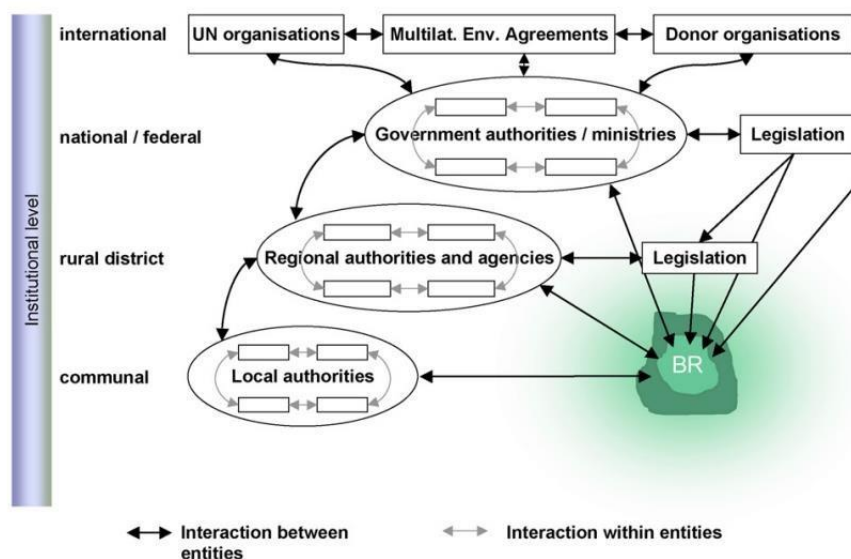 international
UN organisations
Multilat. Env. Agreements
Donor organisations
national / federal
Government authorities / ministries
Legislation
Institutional level
rural district
Regional authorities and agencies
Legislation
communal
Local authorities
BR
Interaction between
entities
Interaction within entities